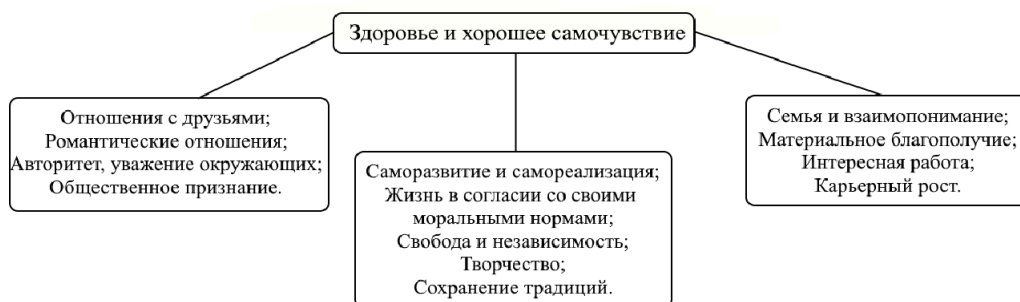 Здоровье и хорошее самочувствие
Отношения с друзьями;
Романтические отношения;
Авторитет, уважение окружающих;
Общественное признание.
Саморазвитие и самореализация;
Жизнь в согласии со своими
моральными нормами;
Свобода и независимость;
Творчество;
Сохранение традиций.
Семья и взаимопонимание;
Материальное благополучие;
Интересная работа;
Карьерный рост.